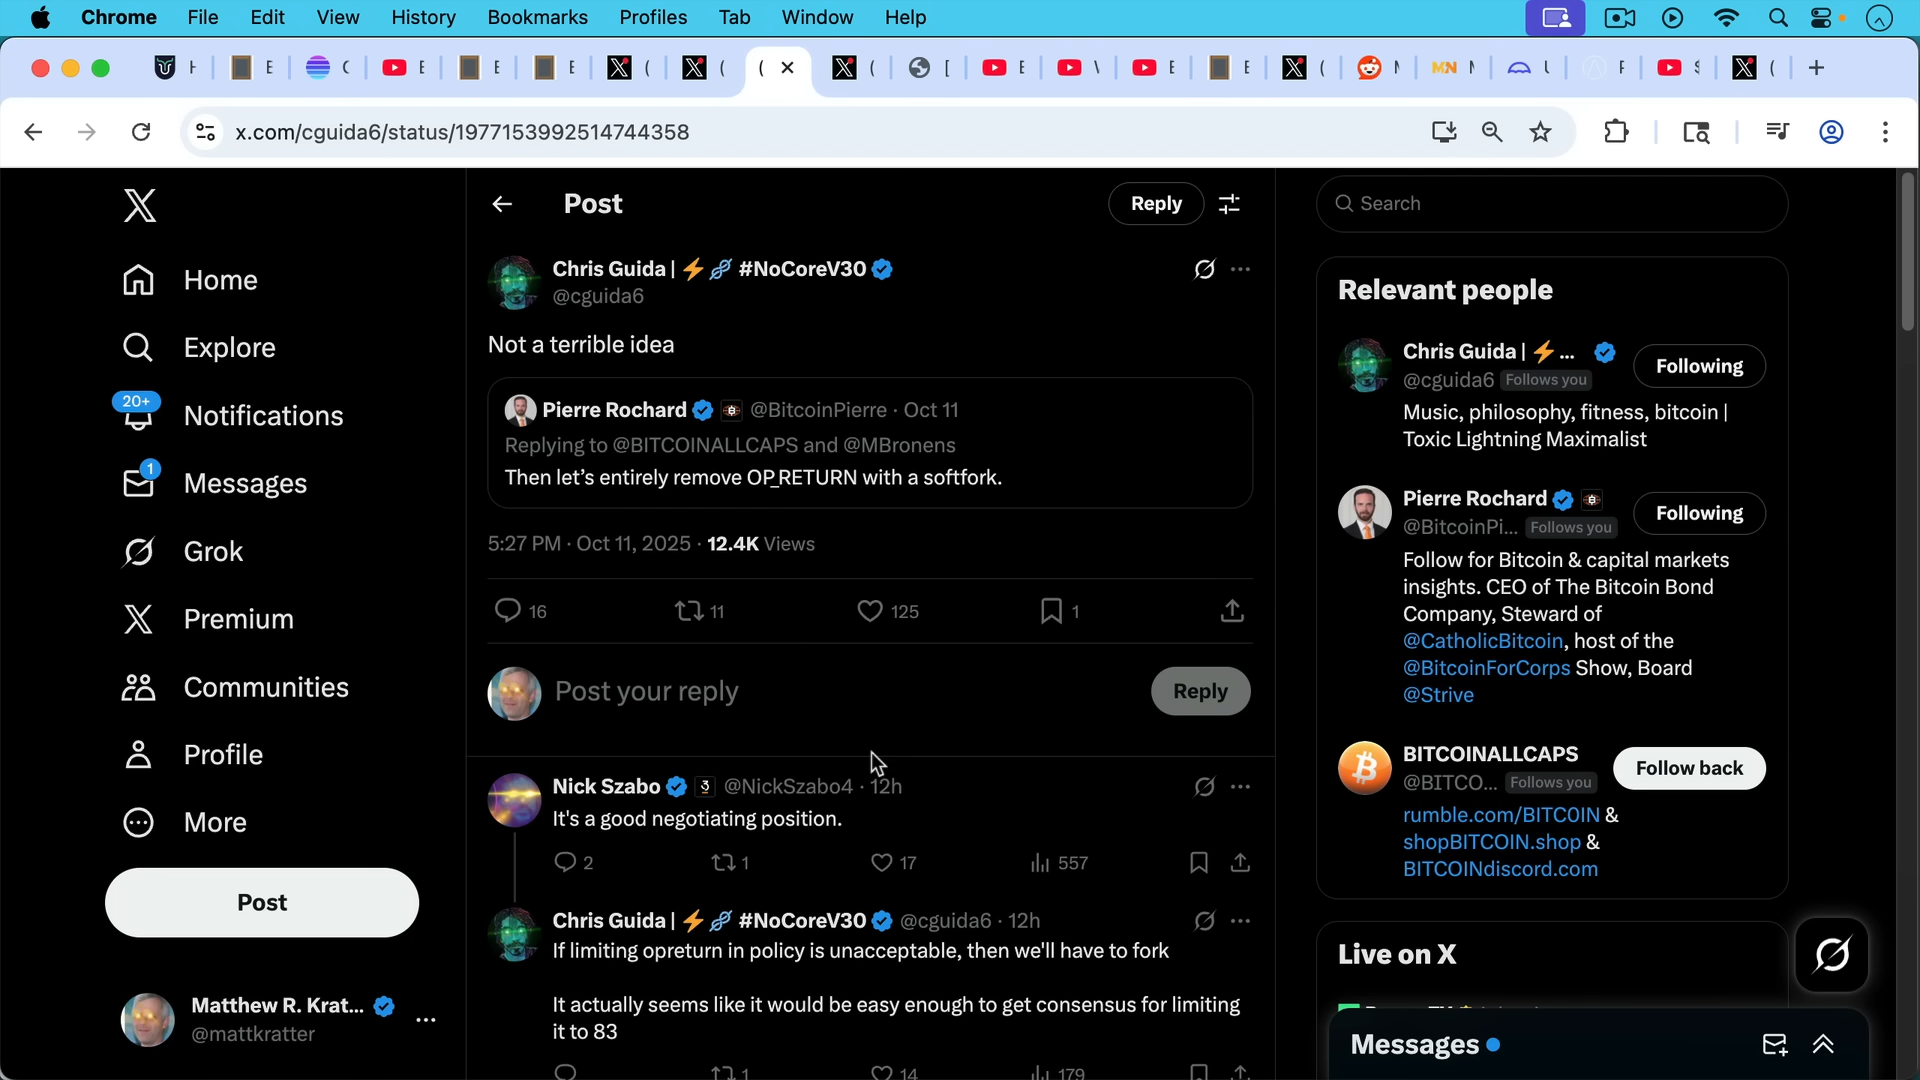 Chrome File Edit View History Bookmarks Profiles Tab Window Help
x.com/cguida6/status/1977153992514744358
Home
Explore
20+
Notifications
1
Messages
Grok
Premium
Communities
Profile
More
Post
Matthew R. Krat...
@mattkratter
Post
Reply
Chris Guida | ⚡🔗 #NoCoreV30
@cguida6
Not a terrible idea
Pierre Rochard @BitcoinPierre · Oct 11
Replying to @BITCOINALLCAPS and @MBronens
Then let’s entirely remove OP_RETURN with a softfork.
5:27 PM · Oct 11, 2025 · 12.4K Views
16 11 125 1
Post your reply
Reply
Nick Szabo @NickSzabo4 · 12h
It's a good negotiating position.
2 1 17 557
Chris Guida | ⚡🔗 #NoCoreV30 @cguida6 · 12h
If limiting opreturn in policy is unacceptable, then we'll have to fork
It actually seems like it would be easy enough to get consensus for limiting
it to 83
1 14 179
Search
Relevant people
Chris Guida | ⚡...
@cguida6 Follows you
Following
Music, philosophy, fitness, bitcoin |
Toxic Lightning Maximalist
Pierre Rochard
@BitcoinPi... Follows you
Following
Follow for Bitcoin & capital markets
insights. CEO of The Bitcoin Bond
Company, Steward of
@CatholicBitcoin, host of the
@BitcoinForCorps Show, Board
@Strive
BITCOINALLCAPS
@BITCO... Follows you
Follow back
rumble.com/BITC0IN &
shopBITCOIN.shop &
BITCOINdiscord.com
Live on X
Messages